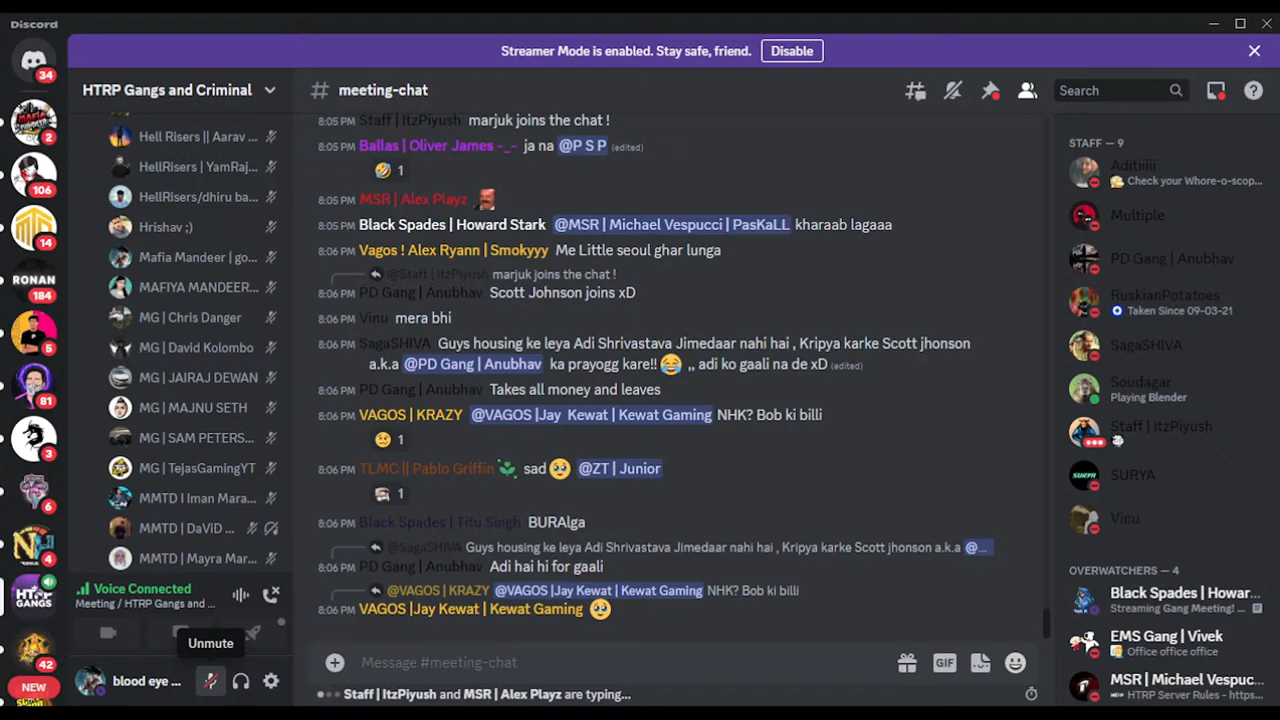 Discord
Streamer Mode is enabled. Stay safe, friend. Disable
34
2
106
14
RONAN
184
5
81
3
6
HTRP
GANGS
42
NEW
HTRP Gangs and Criminal
Hell Risers || Aarav ...
HellRisers | YamRaj...
HellRisers/dhiru ba...
Hrishav ;)
Mafia Mandeer | go...
MAFIYA MANDEER...
MG | Chris Danger
MG | David Kolombo
MG | JAIRAJ DEWAN
MG | MAJNU SETH
MG | SAM PETERS...
MG | TejasGamingYT
MMTD I Iman Mara...
MMTD | DaViD ...
MMTD | Mayra Mar...
Voice Connected
Meeting / HTRP Gangs and ...
Unmute
blood eye ...
# meeting-chat
Search
8:05 PM Staff | ItzPiyush marjuk joins the chat !
8:05 PM Ballas | Oliver James -_- ja na @P S P (edited)
1
8:05 PM MSR | Alex Playz
8:05 PM Black Spades | Howard Stark @MSR | Michael Vespucci | PasKaLL kharaab lagaaa
8:06 PM Vagos ! Alex Ryann | Smokyyy Me Little seoul ghar lunga
@Staff | ItzPiyush marjuk joins the chat !
8:06 PM PD Gang | Anubhav Scott Johnson joins xD
8:06 PM Vinu mera bhi
8:06 PM SagaSHIVA Guys housing ke leya Adi Shrivastava Jimedaar nahi hai , Kripya karke Scott jhonson
a.k.a @PD Gang | Anubhav ka prayogg kare!! 😂 ,, adi ko gaali na de xD (edited)
8:06 PM PD Gang | Anubhav Takes all money and leaves
8:06 PM VAGOS | KRAZY @VAGOS |Jay Kewat | Kewat Gaming NHK? Bob ki billi
1
8:06 PM TLMC || Pablo Griffin sad 🥹 @ZT | Junior
1
8:06 PM Black Spades | Titu Singh BURAlga
@SagaSHIVA Guys housing ke leya Adi Shrivastava Jimedaar nahi hai , Kripya karke Scott jhonson a.k.a @...
8:06 PM PD Gang | Anubhav Adi hai hi for gaali
@VAGOS | KRAZY @VAGOS |Jay Kewat | Kewat Gaming NHK? Bob ki billi
8:06 PM VAGOS |Jay Kewat | Kewat Gaming 🥹
Message #meeting-chat
GIF
Staff | ItzPiyush and MSR | Alex Playz are typing...
STAFF — 9
Aditiiiii
Check your Whore-o-scop...
Multiple
PD Gang | Anubhav
RuskianPotatoes
Taken Since 09-03-21
SagaSHIVA
Soudagar
Playing Blender
Staff | ItzPiyush
SURYA
Vinu
OVERWATCHERS — 4
Black Spades | Howar...
Streaming Gang Meeting! ...
EMS Gang | Vivek
Office office office
MSR | Michael Vespuc...
HTRP Server Rules - https...